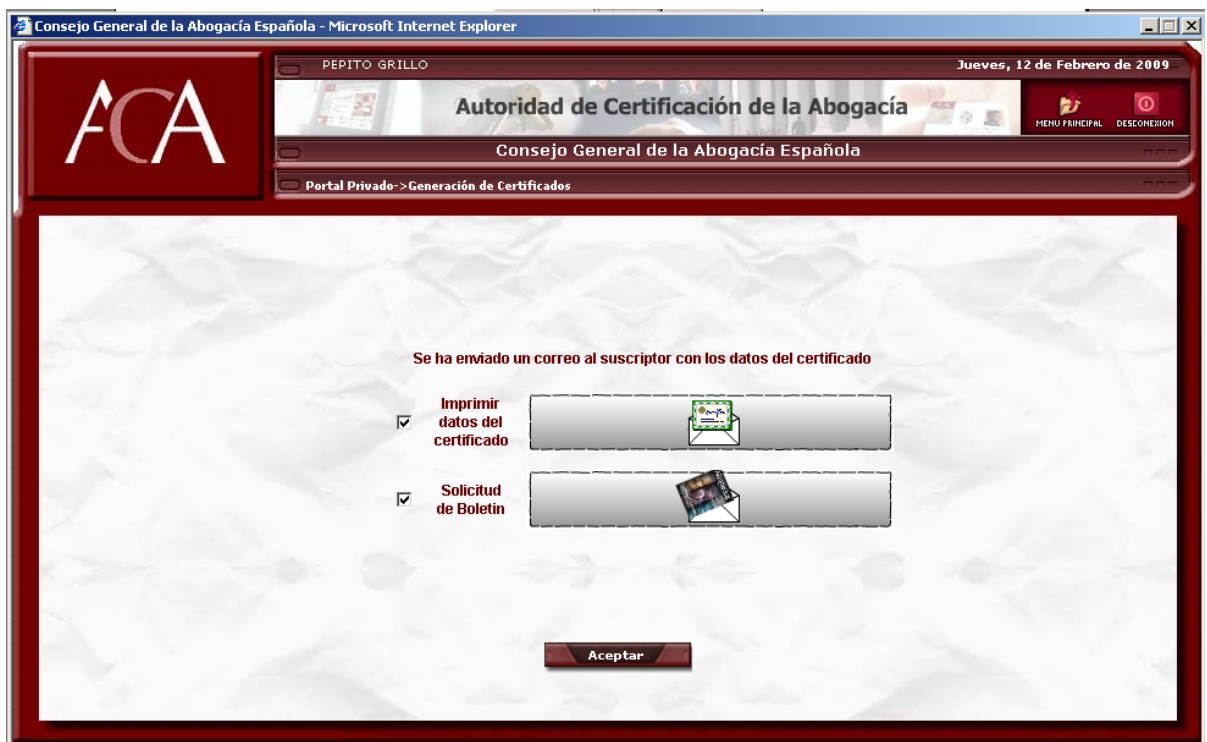 Consejo General de la Abogacía Española - Microsoft Internet Explorer
PEPITO GRILLO
Jueves, 12 de Febrero de 2009
ACA
Autoridad de Certificación de la Abogacía
MENU PRINCIPAL
DESCONEXION
Consejo General de la Abogacía Española
Portal Privado->Generación de Certificados
Se ha enviado un correo al suscriptor con los datos del certificado
Imprimir
datos del
certificado
Solicitud
de Boletin
Aceptar